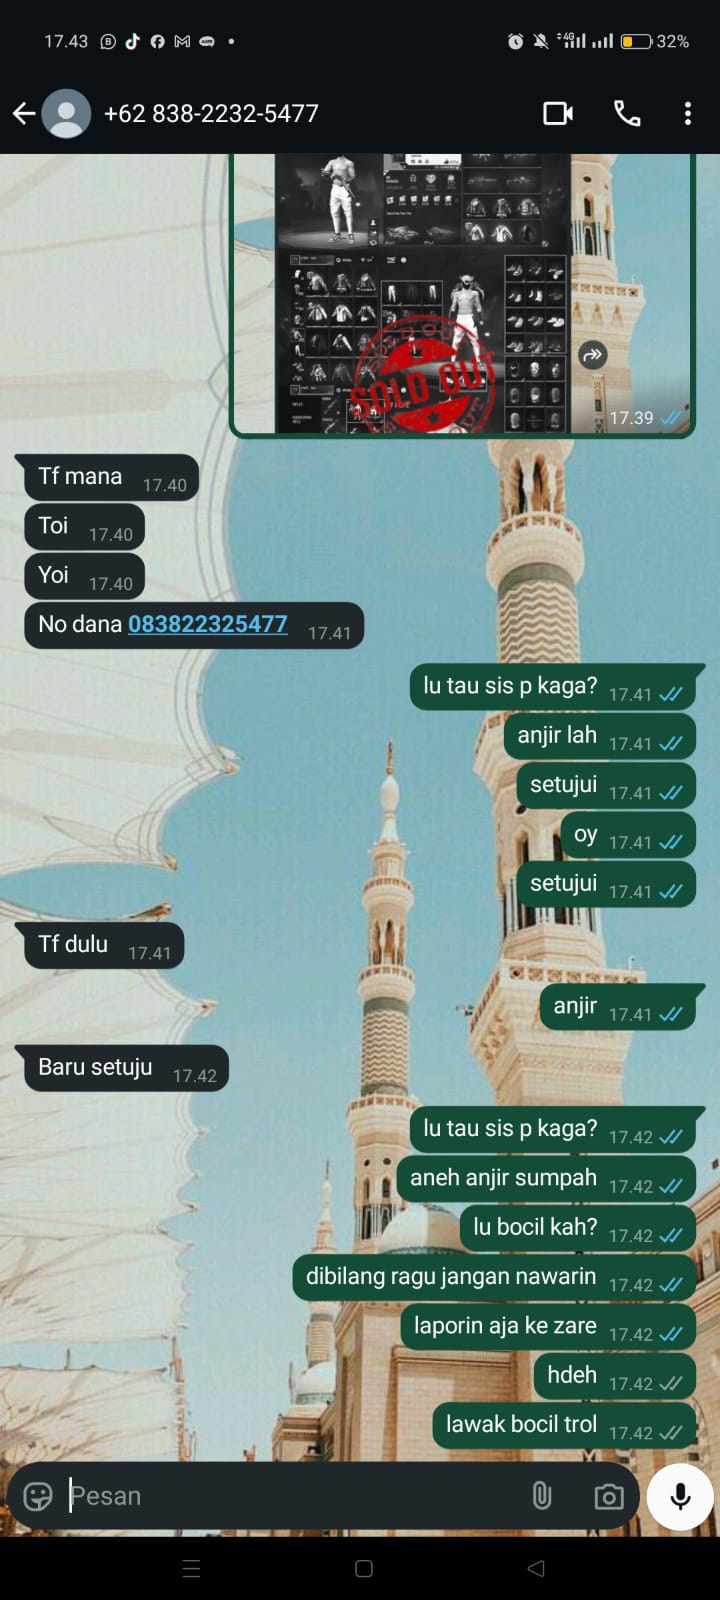 17.43
4G
32%
+62 838-2232-5477
SOLD OUT
17.39
Tf mana 17.40
Toi 17.40
Yoi 17.40
No dana 083822325477 17.41
lu tau sis p kaga? 17.41
anjir lah 17.41
setujui 17.41
oy 17.41
setujui 17.41
Tf dulu 17.41
anjir 17.41
Baru setuju 17.42
lu tau sis p kaga? 17.42
aneh anjir sumpah 17.42
lu bocil kah? 17.42
dibilang ragu jangan nawarin 17.42
laporin aja ke zare 17.42
hdeh 17.42
lawak bocil trol 17.42
Pesan